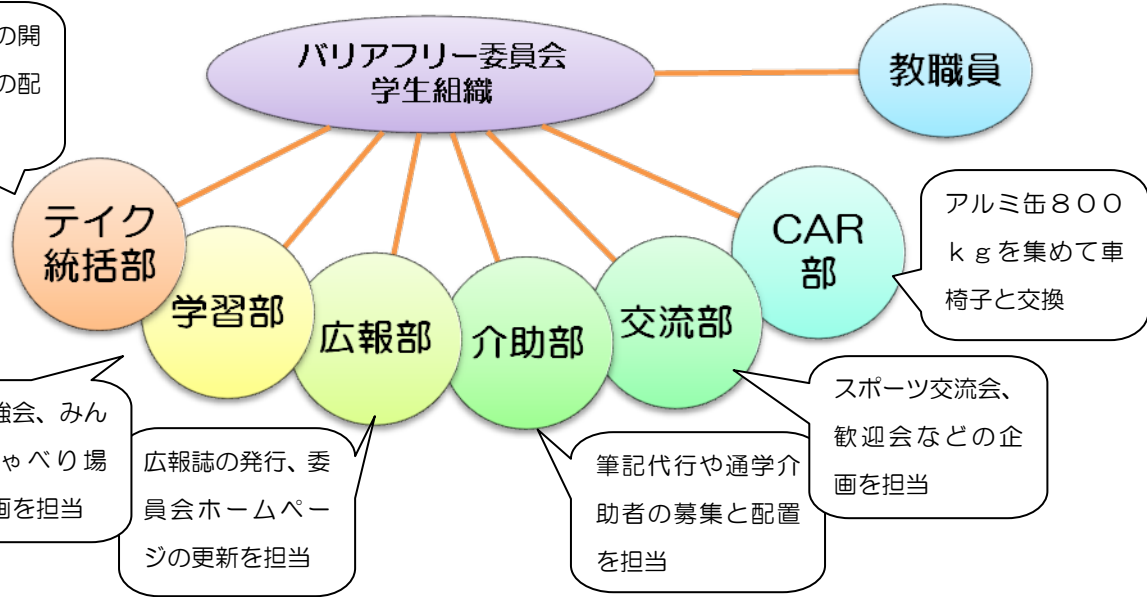 バリアフリー委員会
学生組織
教職員
の開
の配
テイク
統括部
学習部
広報部
介助部
交流部
CAR
部
アルミ缶８００
ｋｇを集めて車
椅子と交換
強会、みん
ゃべり場
画を担当
広報誌の発行、委
員会ホームペー
ジの更新を担当
筆記代行や通学介
助者の募集と配置
を担当
スポーツ交流会、
歓迎会などの企
画を担当